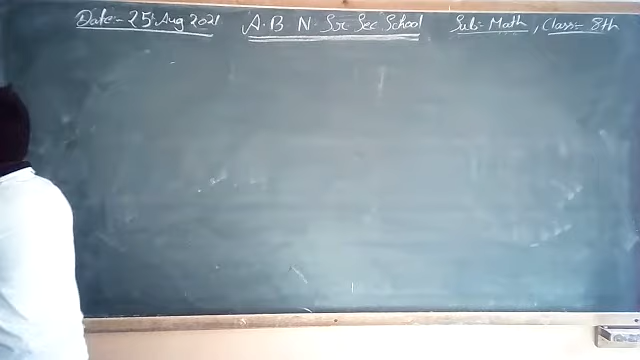 Date:- 25 Aug 2021 A.B N. Sr. Sec. School Sub:- Math, Class:- 8th